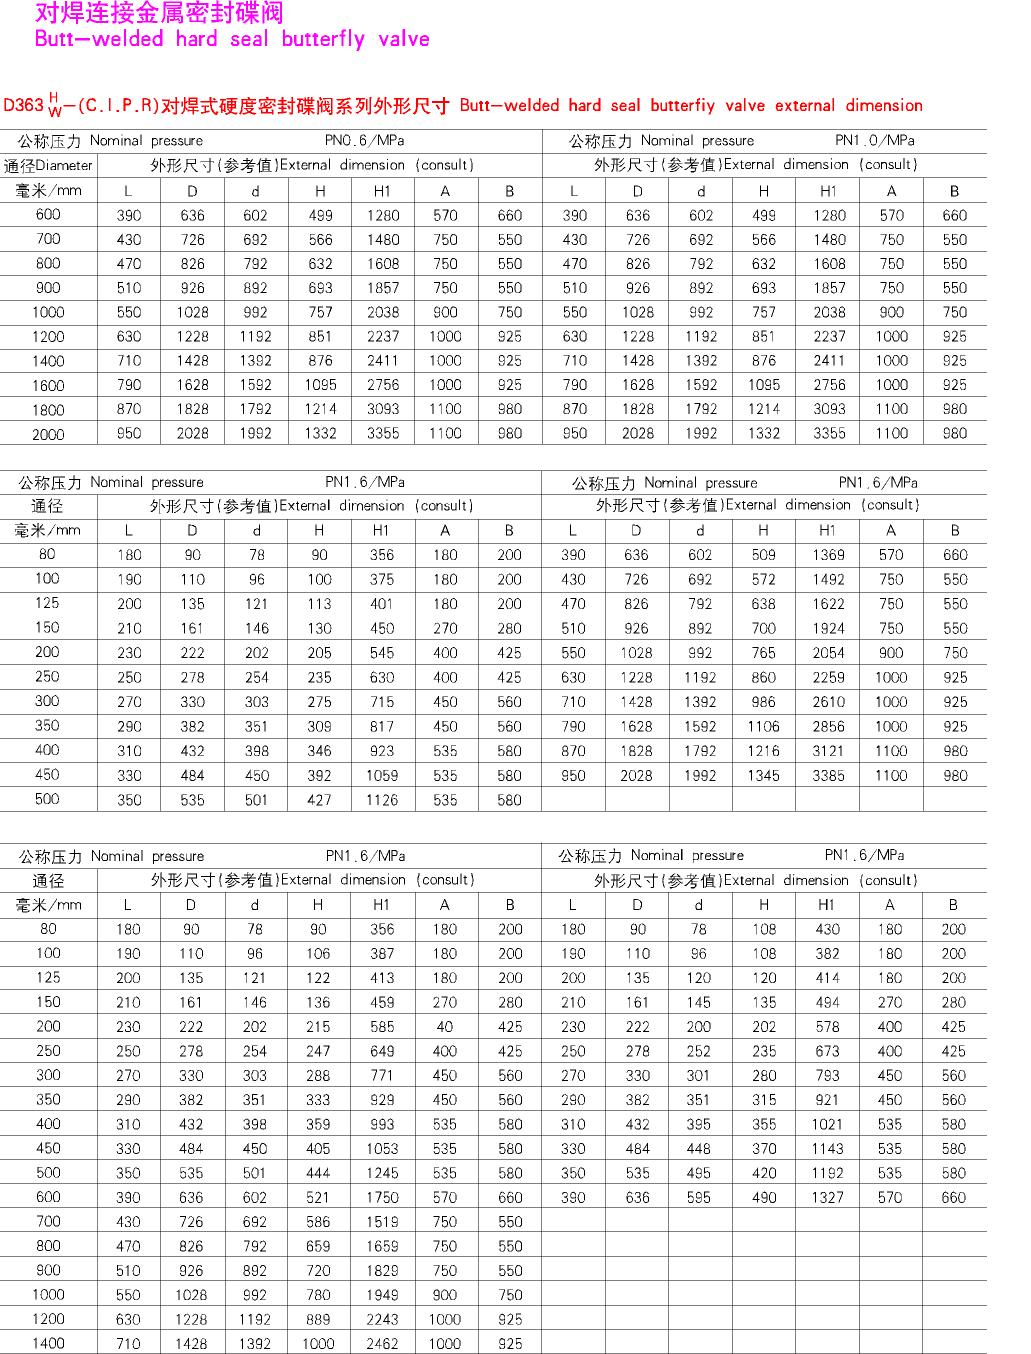 对焊连接金属密封碟阀
Butt-welded hard seal butterfly valve
D363 H/W-(C.I.P.R)对焊式硬度密封碟阀系列外形尺寸 Butt-welded hard seal butterfiy valve external dimension
公称压力 Nominal pressure PN0.6/MPa 公称压力 Nominal pressure PN1.0/MPa
通径Diameter 外形尺寸(参考值)External dimension (consult) 外形尺寸(参考值)External dimension (consult)
毫米/mm L D d H H1 A B L D d H H1 A B
600 390 636 602 499 1280 570 660 390 636 602 499 1280 570 660
700 430 726 692 566 1480 750 550 430 726 692 566 1480 750 550
800 470 826 792 632 1608 750 550 470 826 792 632 1608 750 550
900 510 926 892 693 1857 750 550 510 926 892 693 1857 750 550
1000 550 1028 992 757 2038 900 750 550 1028 992 757 2038 900 750
1200 630 1228 1192 851 2237 1000 925 630 1228 1192 851 2237 1000 925
1400 710 1428 1392 876 2411 1000 925 710 1428 1392 876 2411 1000 925
1600 790 1628 1592 1095 2756 1000 925 790 1628 1592 1095 2756 1000 925
1800 870 1828 1792 1214 3093 1100 980 870 1828 1792 1214 3093 1100 980
2000 950 2028 1992 1332 3355 1100 980 950 2028 1992 1332 3355 1100 980
公称压力 Nominal pressure PN1.6/MPa 公称压力 Nominal pressure PN1.6/MPa
通径 外形尺寸(参考值)External dimension (consult) 外形尺寸(参考值)External dimension (consult)
毫米/mm L D d H H1 A B L D d H H1 A B
80 180 90 78 90 356 180 200 390 636 602 509 1369 570 660
100 190 110 96 100 375 180 200 430 726 692 572 1492 750 550
125 200 135 121 113 401 180 200 470 826 792 638 1622 750 550
150 210 161 146 130 450 270 280 510 926 892 700 1924 750 550
200 230 222 202 205 545 400 425 550 1028 992 765 2054 900 750
250 250 278 254 235 630 400 425 630 1228 1192 860 2259 1000 925
300 270 330 303 275 715 450 560 710 1428 1392 986 2610 1000 925
350 290 382 351 309 817 450 560 790 1628 1592 1106 2856 1000 925
400 310 432 398 346 923 535 580 870 1828 1792 1216 3121 1100 980
450 330 484 450 392 1059 535 580 950 2028 1992 1345 3385 1100 980
500 350 535 501 427 1126 535 580
公称压力 Nominal pressure PN1.6/MPa 公称压力 Nominal pressure PN1.6/MPa
通径 外形尺寸(参考值)External dimension (consult) 外形尺寸(参考值)External dimension (consult)
毫米/mm L D d H H1 A B L D d H H1 A B
80 180 90 78 90 356 180 200 180 90 78 108 430 180 200
100 190 110 96 106 387 180 200 190 110 96 108 382 180 200
125 200 135 121 122 413 180 200 200 135 120 120 414 180 200
150 210 161 146 136 459 270 280 210 161 145 135 494 270 280
200 230 222 202 215 585 40 425 230 222 200 202 578 400 425
250 250 278 254 247 649 400 425 250 278 252 235 673 400 425
300 270 330 303 288 771 450 560 270 330 301 280 793 450 560
350 290 382 351 333 929 450 560 290 382 351 315 921 450 560
400 310 432 398 359 993 535 580 310 432 395 355 1021 535 580
450 330 484 450 405 1053 535 580 330 484 448 370 1143 535 580
500 350 535 501 444 1245 535 580 350 535 495 420 1192 535 580
600 390 636 602 521 1750 570 660 390 636 595 490 1327 570 660
700 430 726 692 586 1519 750 550
800 470 826 792 659 1659 750 550
900 510 926 892 720 1829 750 550
1000 550 1028 992 780 1949 900 750
1200 630 1228 1192 889 2243 1000 925
1400 710 1428 1392 1000 2462 1000 925